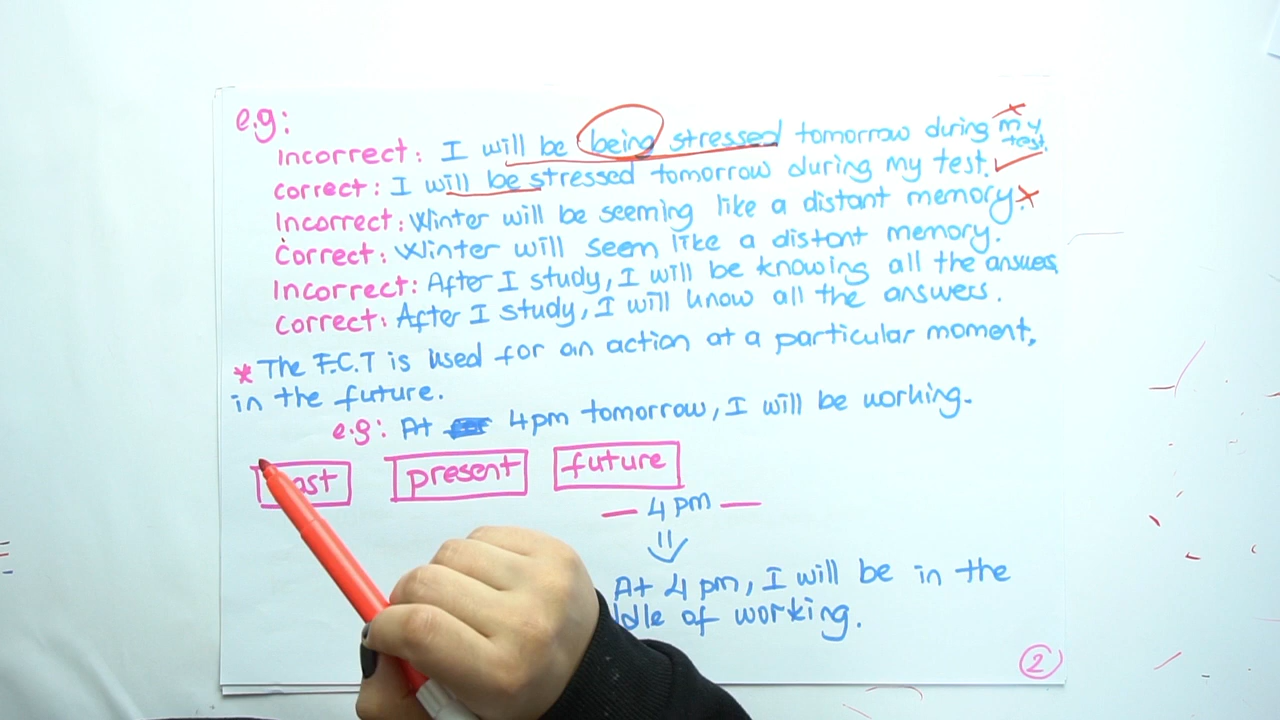 e.g:
Incorrect: I will be being stressed tomorrow during my test.
correct: I will be stressed tomorrow during my test.
Incorrect: Winter will be seeming like a distant memory.
Correct: Winter will seem like a distant memory.
Incorrect: After I study, I will be knowing all the answers
Correct: After I study, I will know all the answers.
* The F.C.T is used for an action at a particular moment,
in the future.
e.g: At 4pm tomorrow, I will be working.
present future
4 pm
At 4 pm, I will be in the
of working.
2